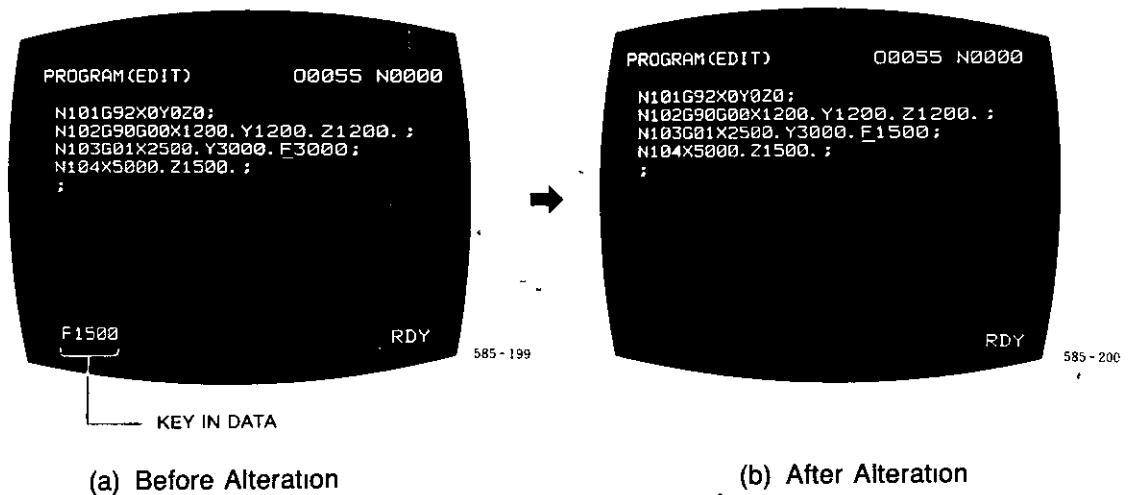 PROGRAM(EDIT) O0055 N0000
N101G92X0Y0Z0;
N102G90G00X1200.Y1200.Z1200.;
N103G01X2500.Y3000.F3000;
N104X5000.Z1500.;
;
F1500 RDY
585-199
KEY IN DATA
(a) Before Alteration
PROGRAM(EDIT) O0055 N0000
N101G92X0Y0Z0;
N102G90G00X1200.Y1200.Z1200.;
N103G01X2500.Y3000.F1500;
N104X5000.Z1500.;
;
RDY
585-200
(b) After Alteration